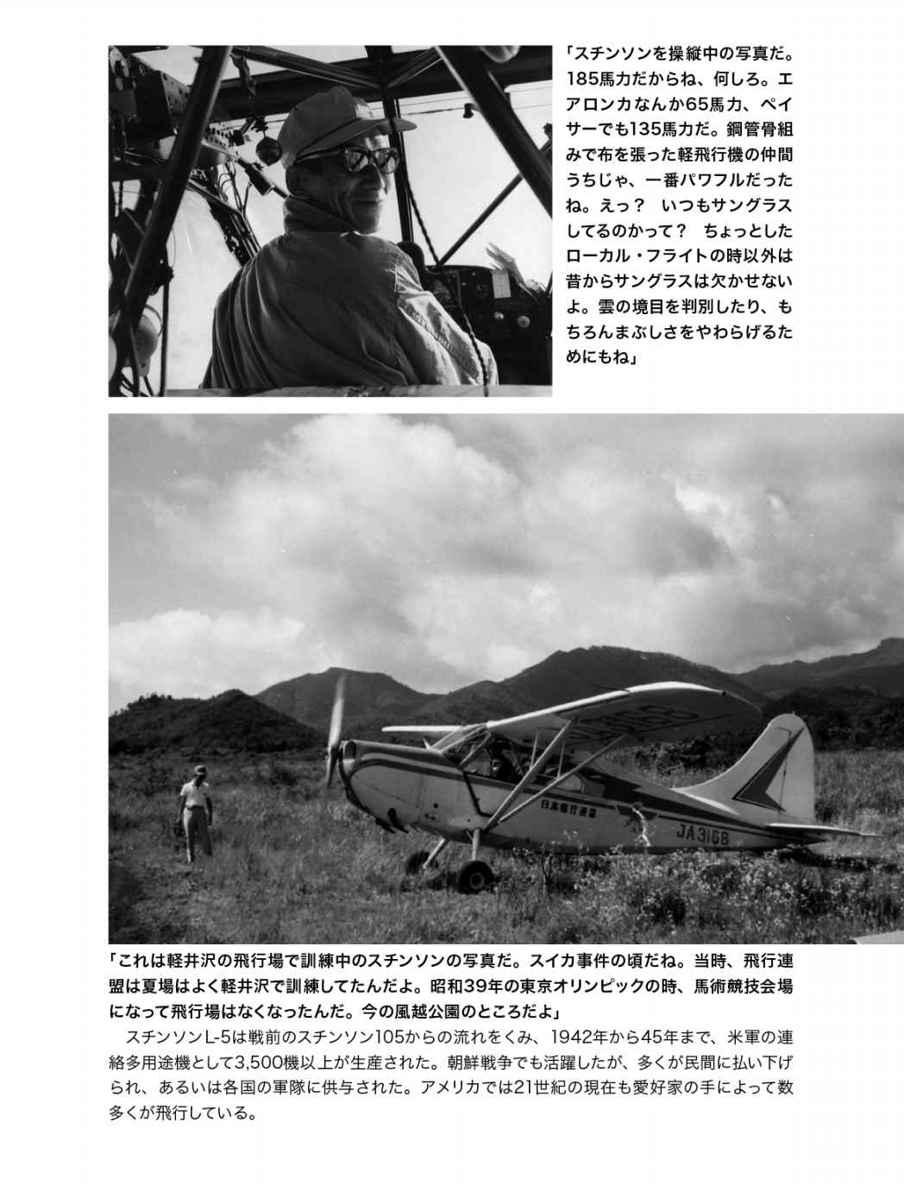 「スチンソンを操縦中の写真だ。
185馬力だからね、何しろ。エ
アロンカなんか65馬力、ペイ
サーでも135馬力だ。鋼管骨組
みで布を張った軽飛行機の仲間
うちじゃ、一番パワフルだった
ね。えっ？　いつもサングラス
してるのかって？　ちょっとした
ローカル・フライトの時以外は
昔からサングラスは欠かせない
よ。雲の境目を判別したり、も
ちろんまぶしさをやわらげるた
めにもね」
JA3168
「これは軽井沢の飛行場で訓練中のスチンソンの写真だ。スイカ事件の頃だね。当時、飛行連
盟は夏場はよく軽井沢で訓練してたんだよ。昭和39年の東京オリンピックの時、馬術競技会場
になって飛行場はなくなったんだ。今の風越公園のところだよ」
　スチンソンL-5は戦前のスチンソン105からの流れをくみ、1942年から45年まで、米軍の連
絡多用途機として3,500機以上が生産された。朝鮮戦争でも活躍したが、多くが民間に払い下げ
られ、あるいは各国の軍隊に供与された。アメリカでは21世紀の現在も愛好家の手によって数
多くが飛行している。